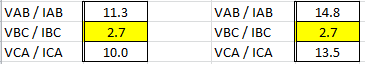 VAB / IAB 11.3 VAB / IAB 14.8
VBC / IBC 2.7 VBC / IBC 2.7
VCA / ICA 10.0 VCA / ICA 13.5